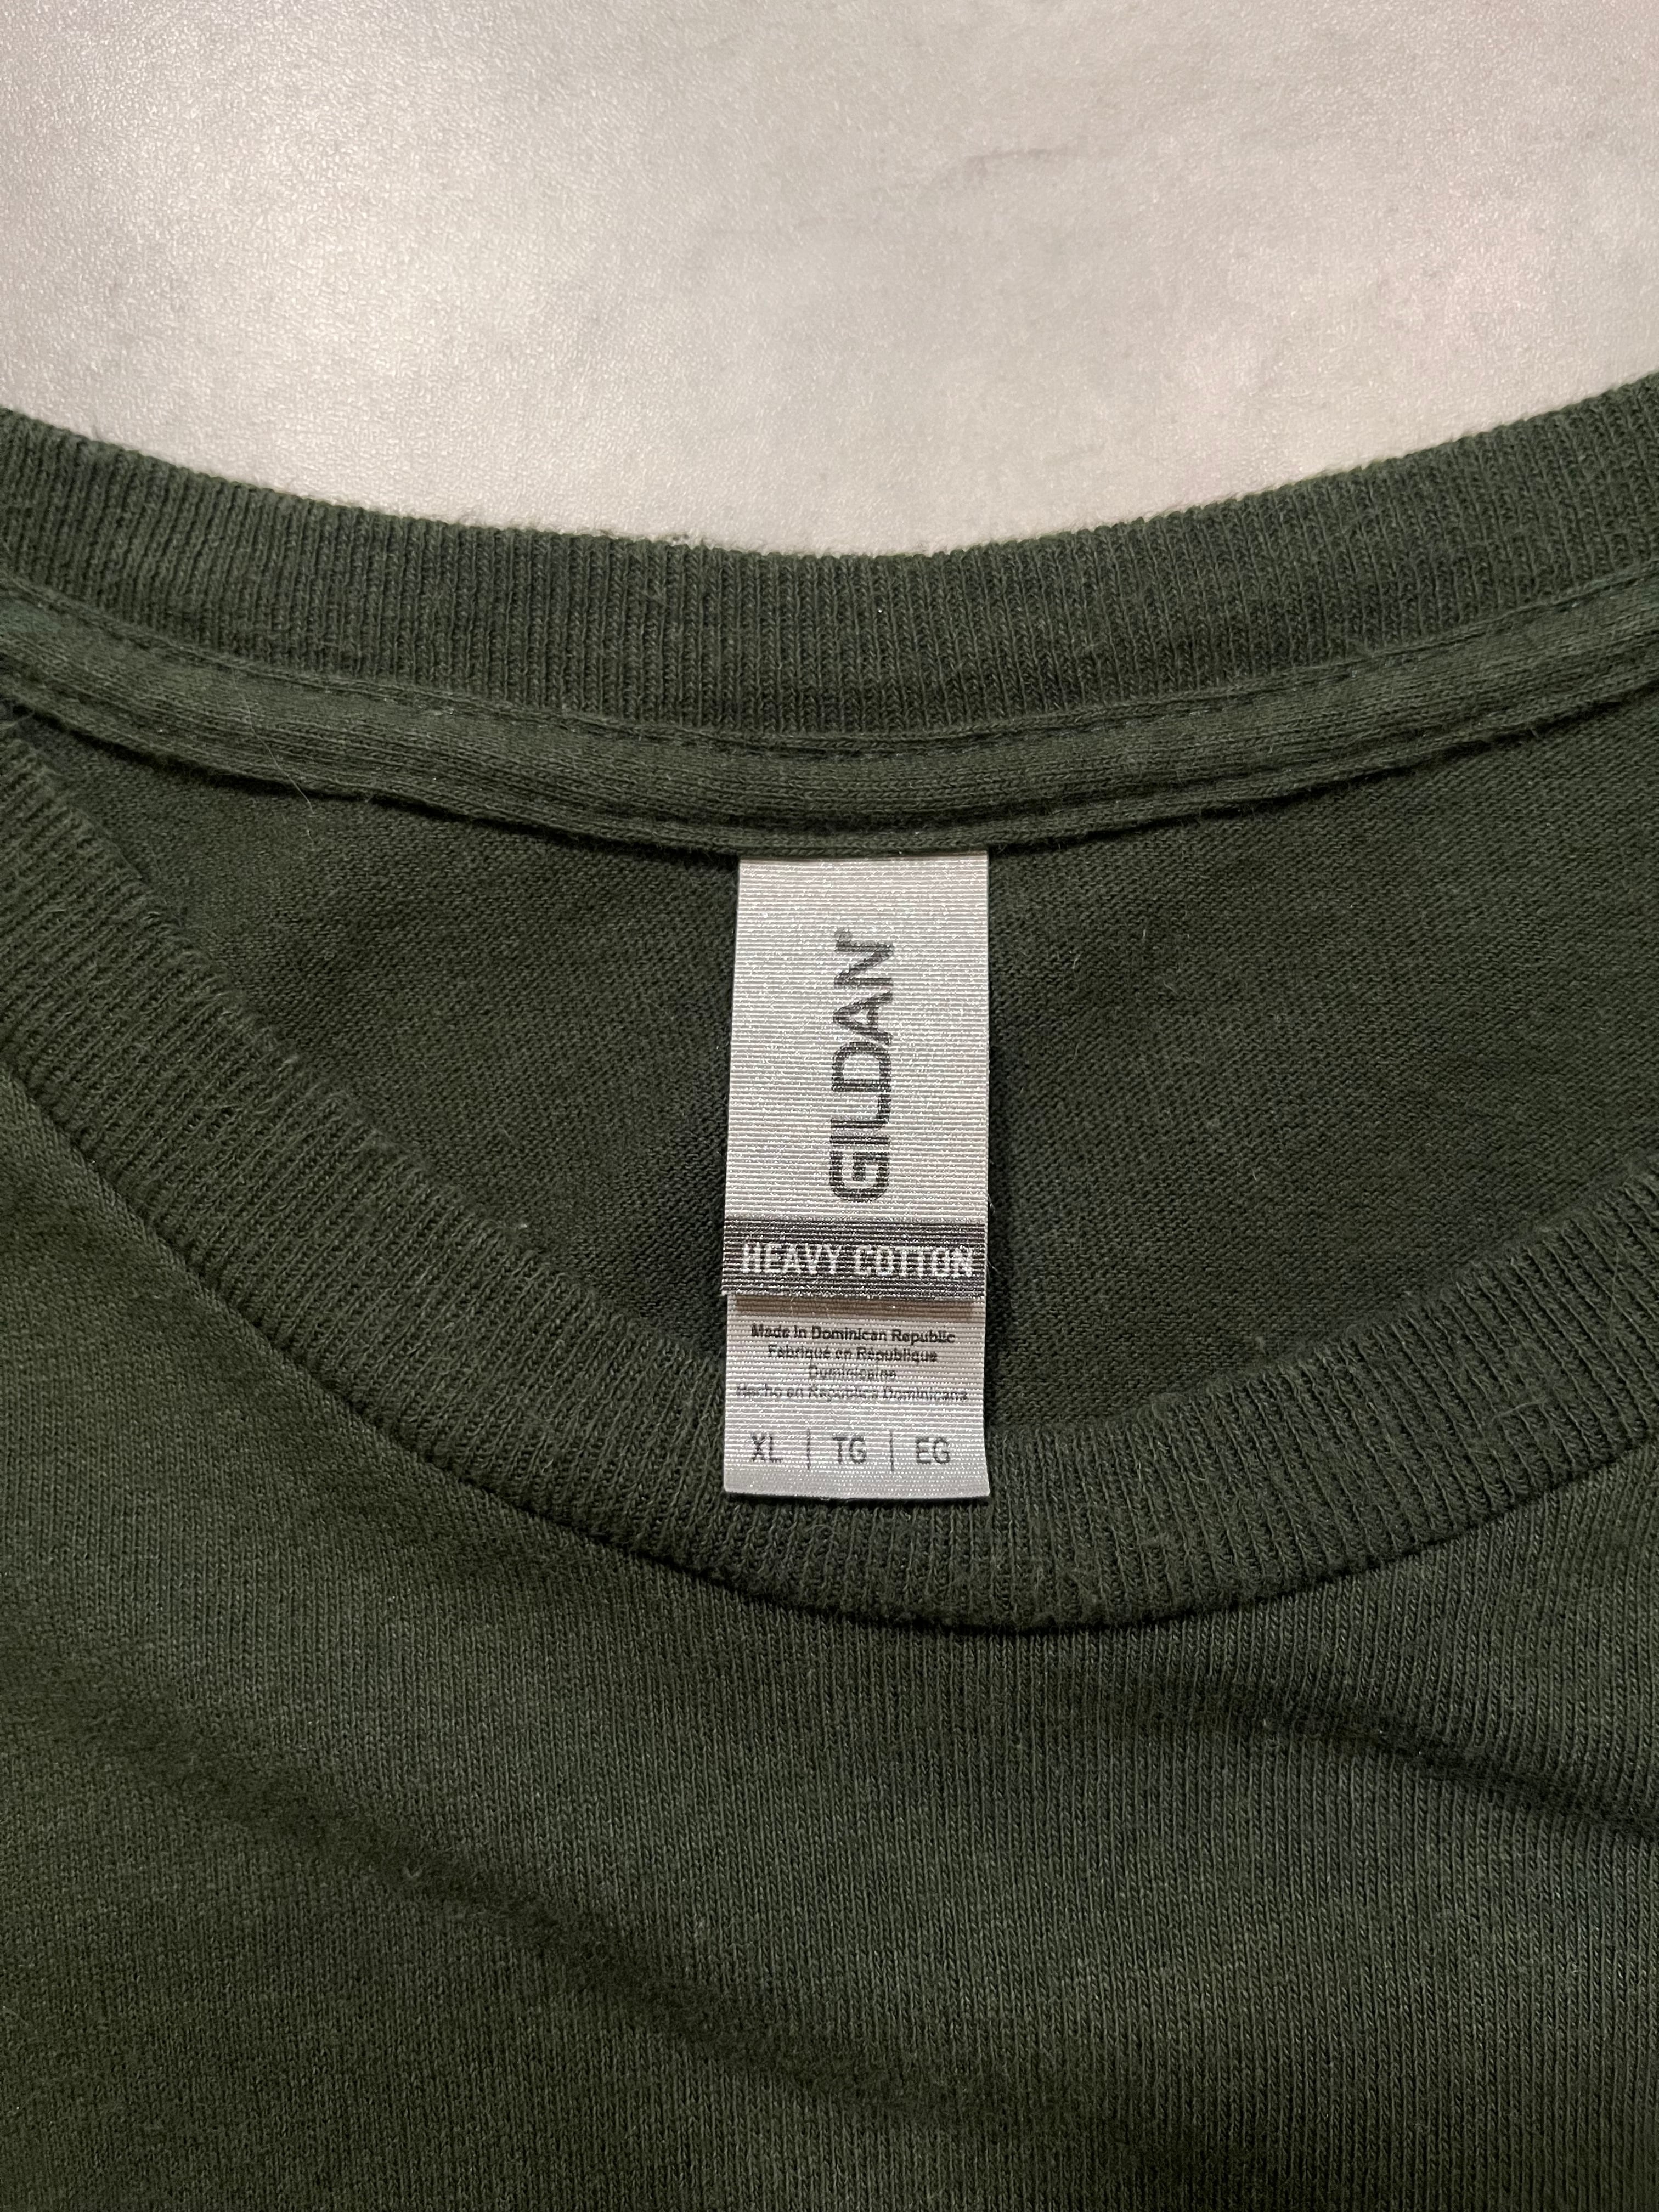 GILDAN®
HEAVY COTTON
Made in Dominican Republic
Fabriqué en République
Dominicaine
Hecho en República Dominicana
XL | TG | EG